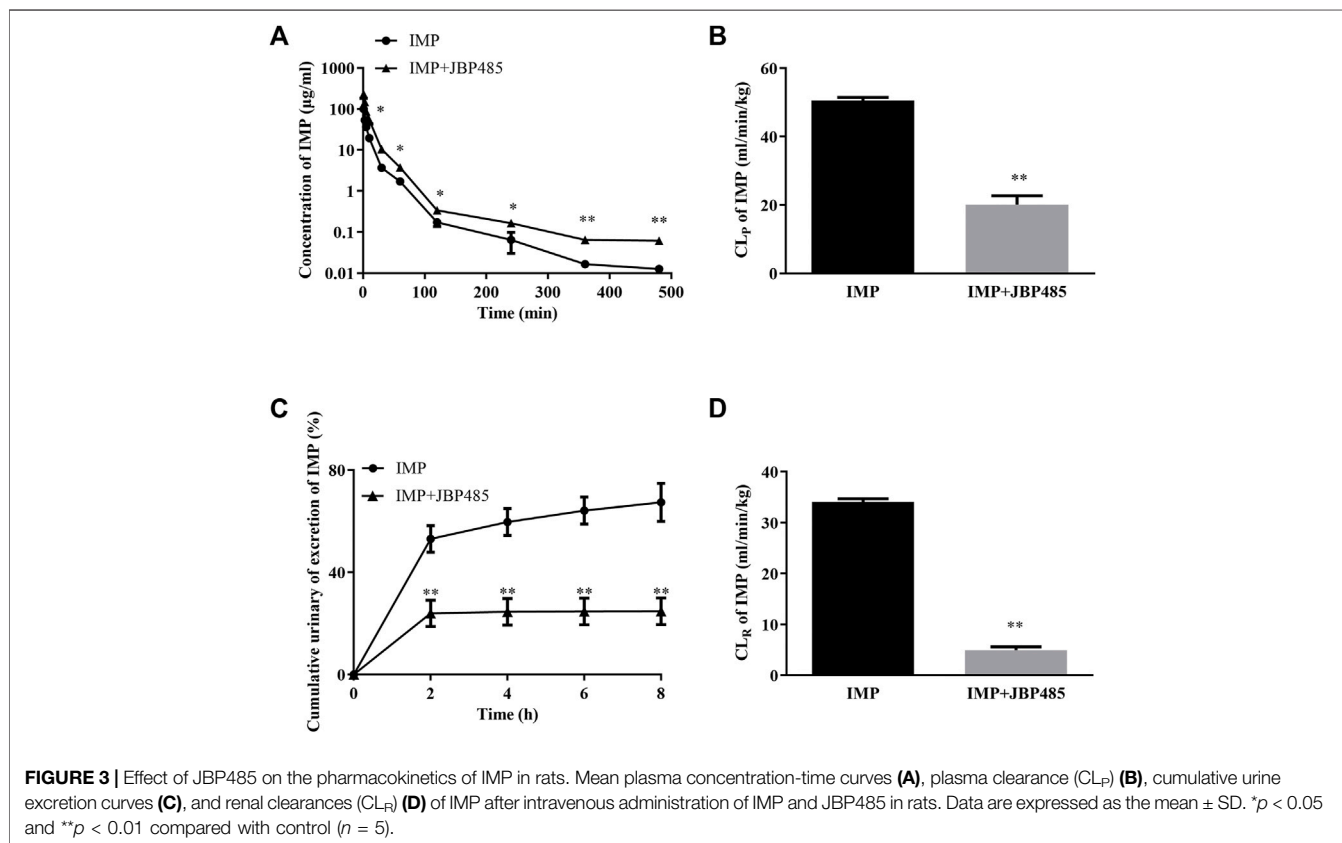 A
IMP
IMP+JBP485
Concentration of IMP (μg/ml)
1000
100
10
1
0.1
0.01
*
*
*
*
**
**
0
100
200
300
400
500
Time (min)
B
CLP of IMP (ml/min/kg)
60
40
20
0
**
IMP
IMP+JBP485
C
IMP
IMP+JBP485
Cumulative urinary of excretion of IMP (%)
80
40
0
**
**
**
**
0
2
4
6
8
Time (h)
D
CLR of IMP (ml/min/kg)
40
30
20
10
0
**
IMP
IMP+JBP485
FIGURE 3 | Effect of JBP485 on the pharmacokinetics of IMP in rats. Mean plasma concentration-time curves (A), plasma clearance (CLP) (B), cumulative urine
excretion curves (C), and renal clearances (CLR) (D) of IMP after intravenous administration of IMP and JBP485 in rats. Data are expressed as the mean ± SD. *p < 0.05
and **p < 0.01 compared with control (n = 5).